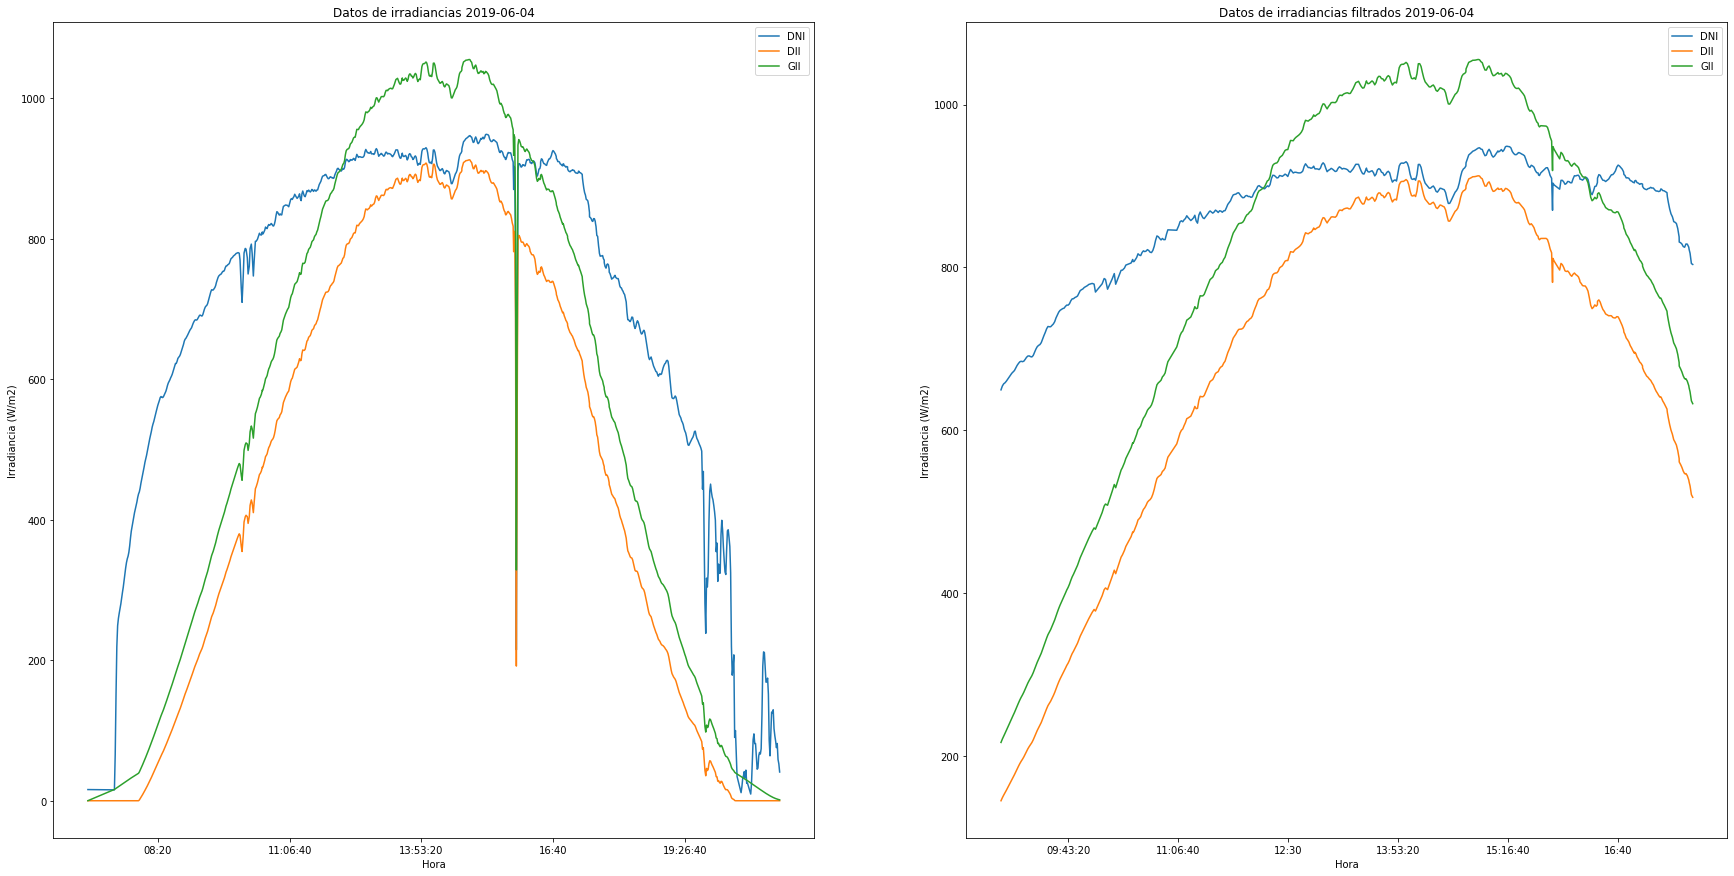 Datos de irradiancias 2019-06-04
DNI
DII
GII
1000
800
600
400
200
0
Irradiancia (W/m2)
08:20
11:06:40
13:53:20
16:40
19:26:40
Hora
Datos de irradiancias filtrados 2019-06-04
DNI
DII
GII
1000
800
600
400
200
Irradiancia (W/m2)
09:43:20
11:06:40
12:30
13:53:20
15:16:40
16:40
Hora